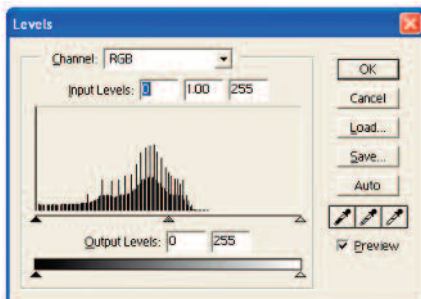 Levels
Channel: RGB
OK
Input Levels: 0 1.00 255
Cancel
Load...
Save...
Auto
Output Levels: 0 255
Preview